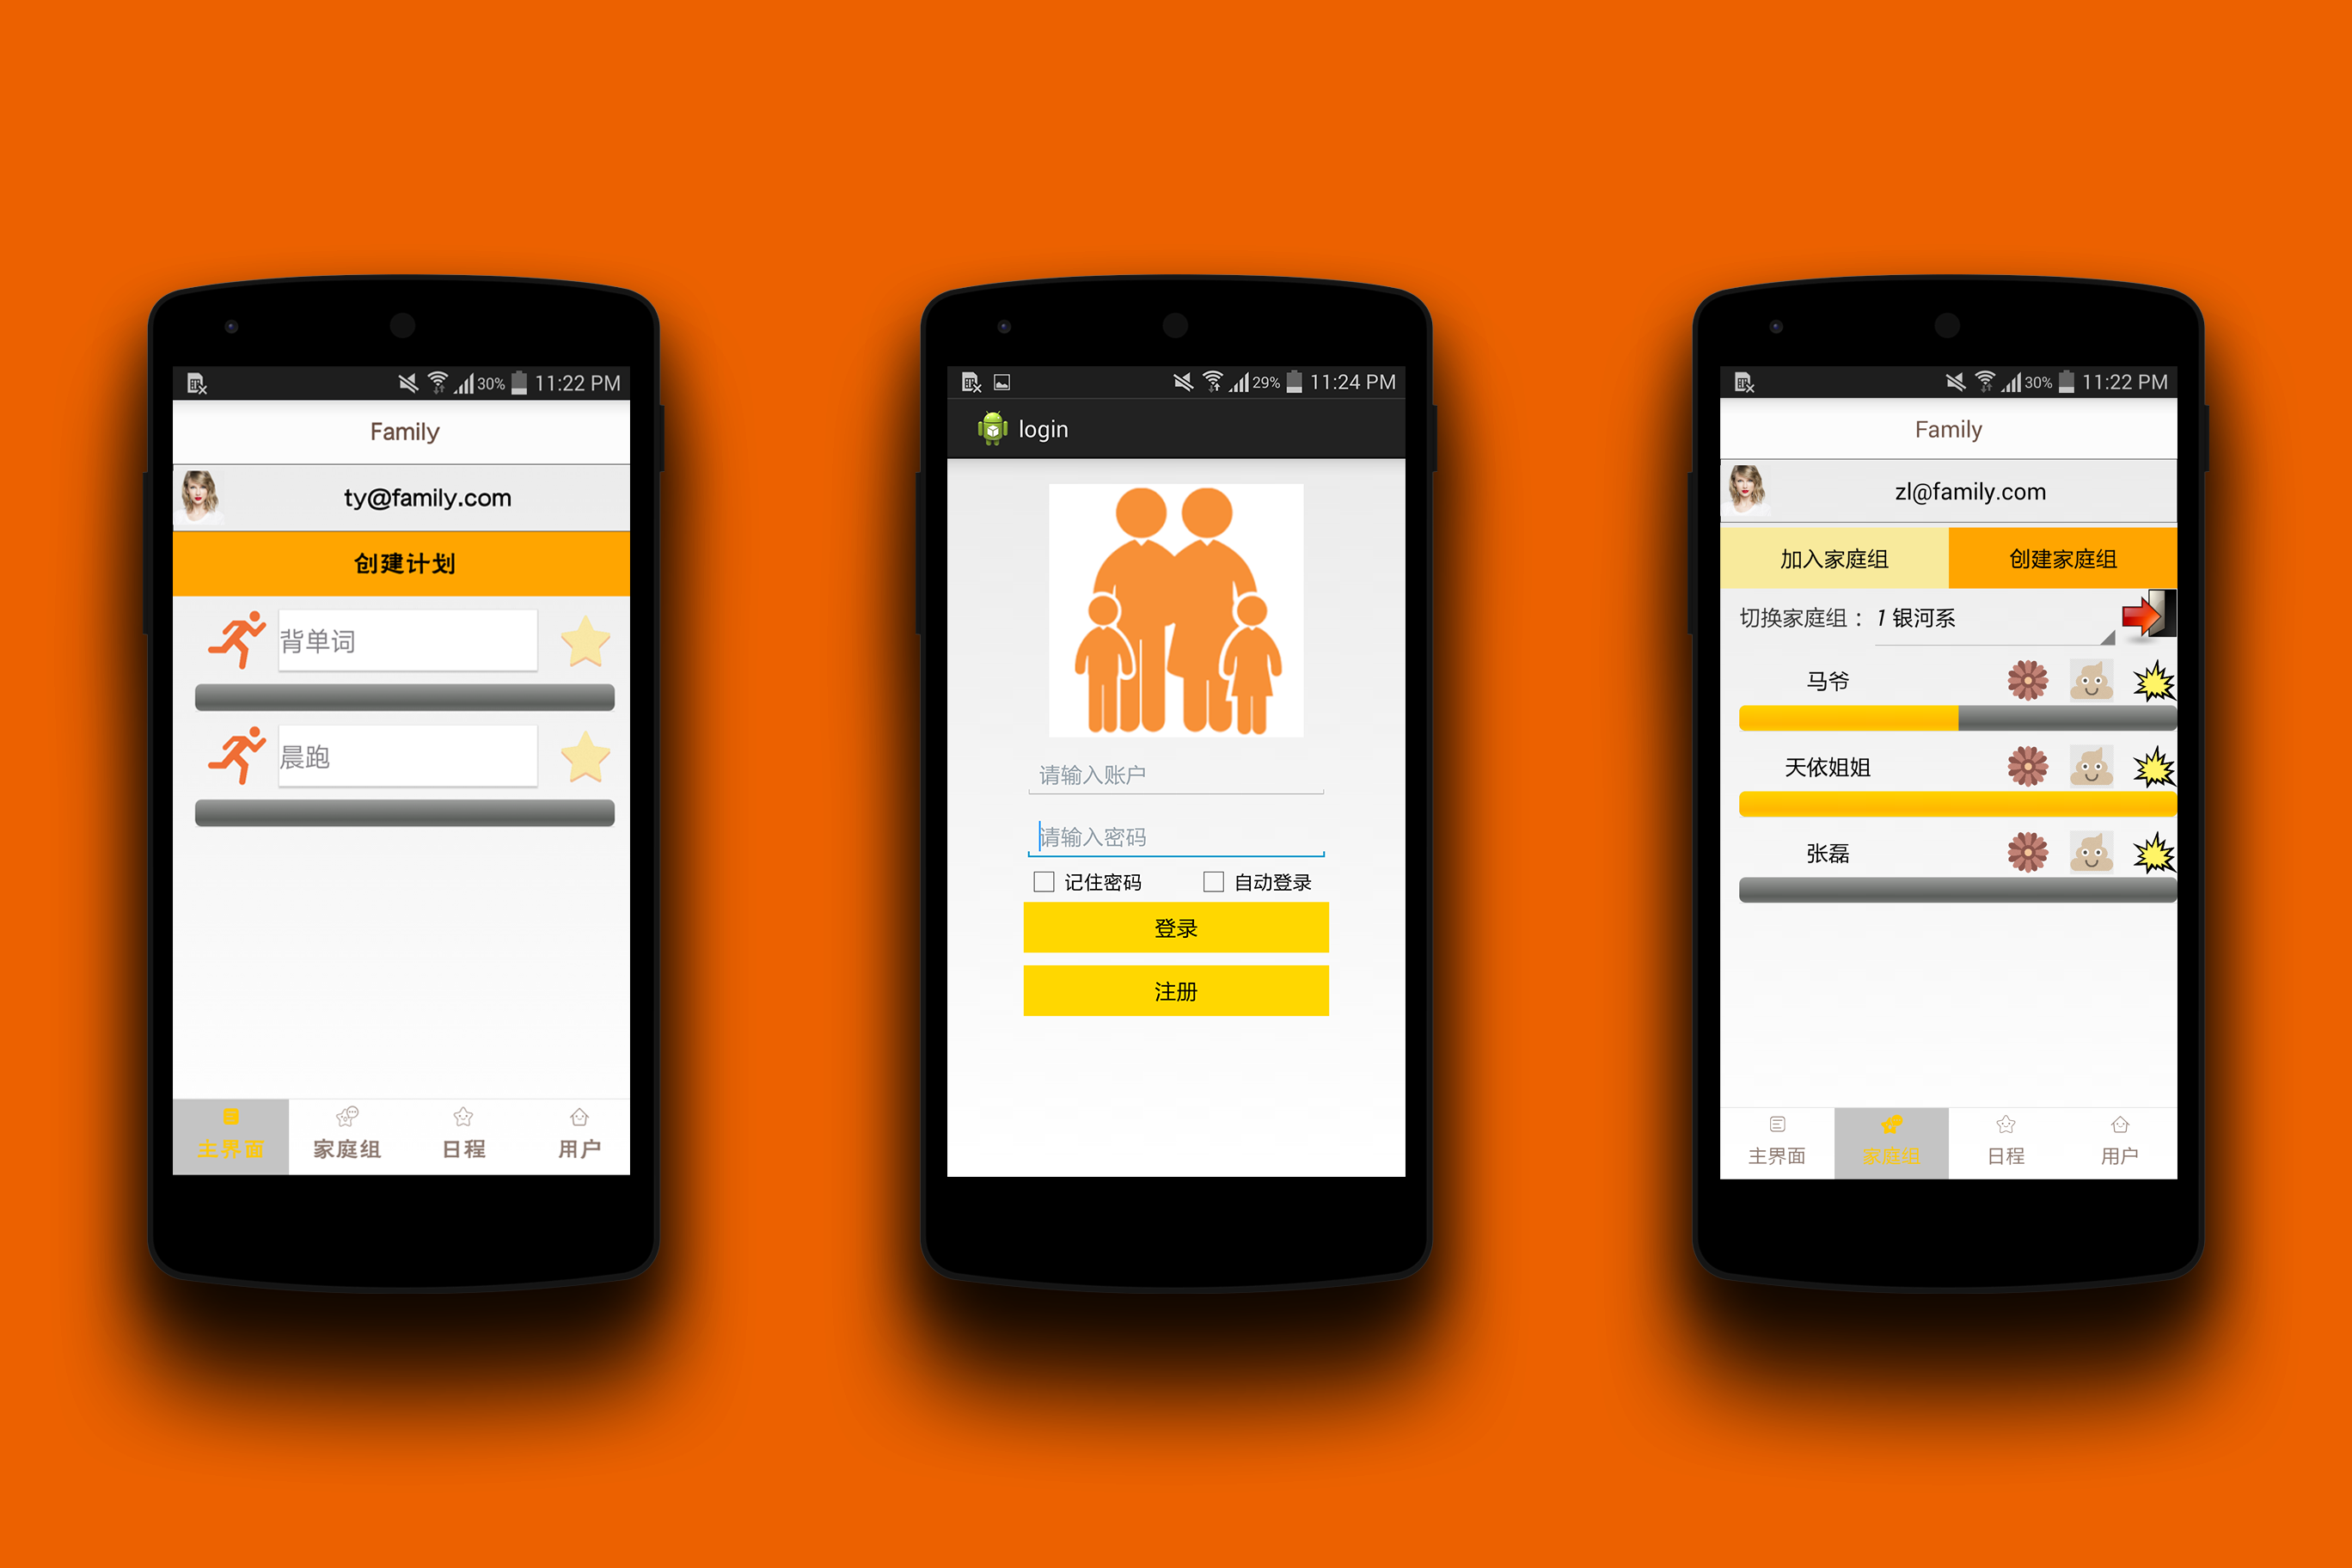 30% 11:22 PM
Family
ty@family.com
创建计划
背单词
晨跑
主界面 家庭组 日程 用户
29% 11:24 PM
login
请输入账户
请输入密码
记住密码 自动登录
登录
注册
30% 11:22 PM
Family
zl@family.com
加入家庭组 创建家庭组
切换家庭组： 1 银河系
马爷
天依姐姐
张磊
主界面 家庭组 日程 用户